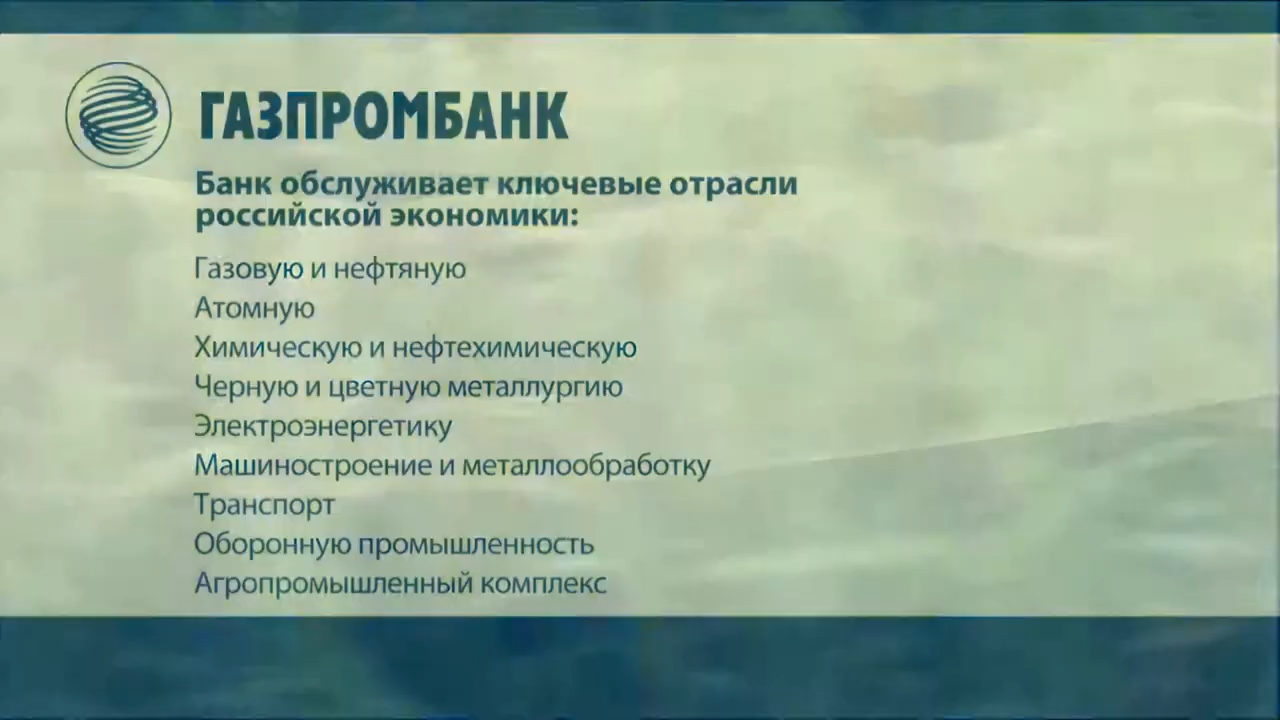 ГАЗПРОМБАНК
Банк обслуживает ключевые отрасли
российской экономики:
Газовую и нефтяную
Атомную
Химическую и нефтехимическую
Черную и цветную металлургию
Электроэнергетику
Машиностроение и металлообработку
Транспорт
Оборонную промышленность
Агропромышленный комплекс